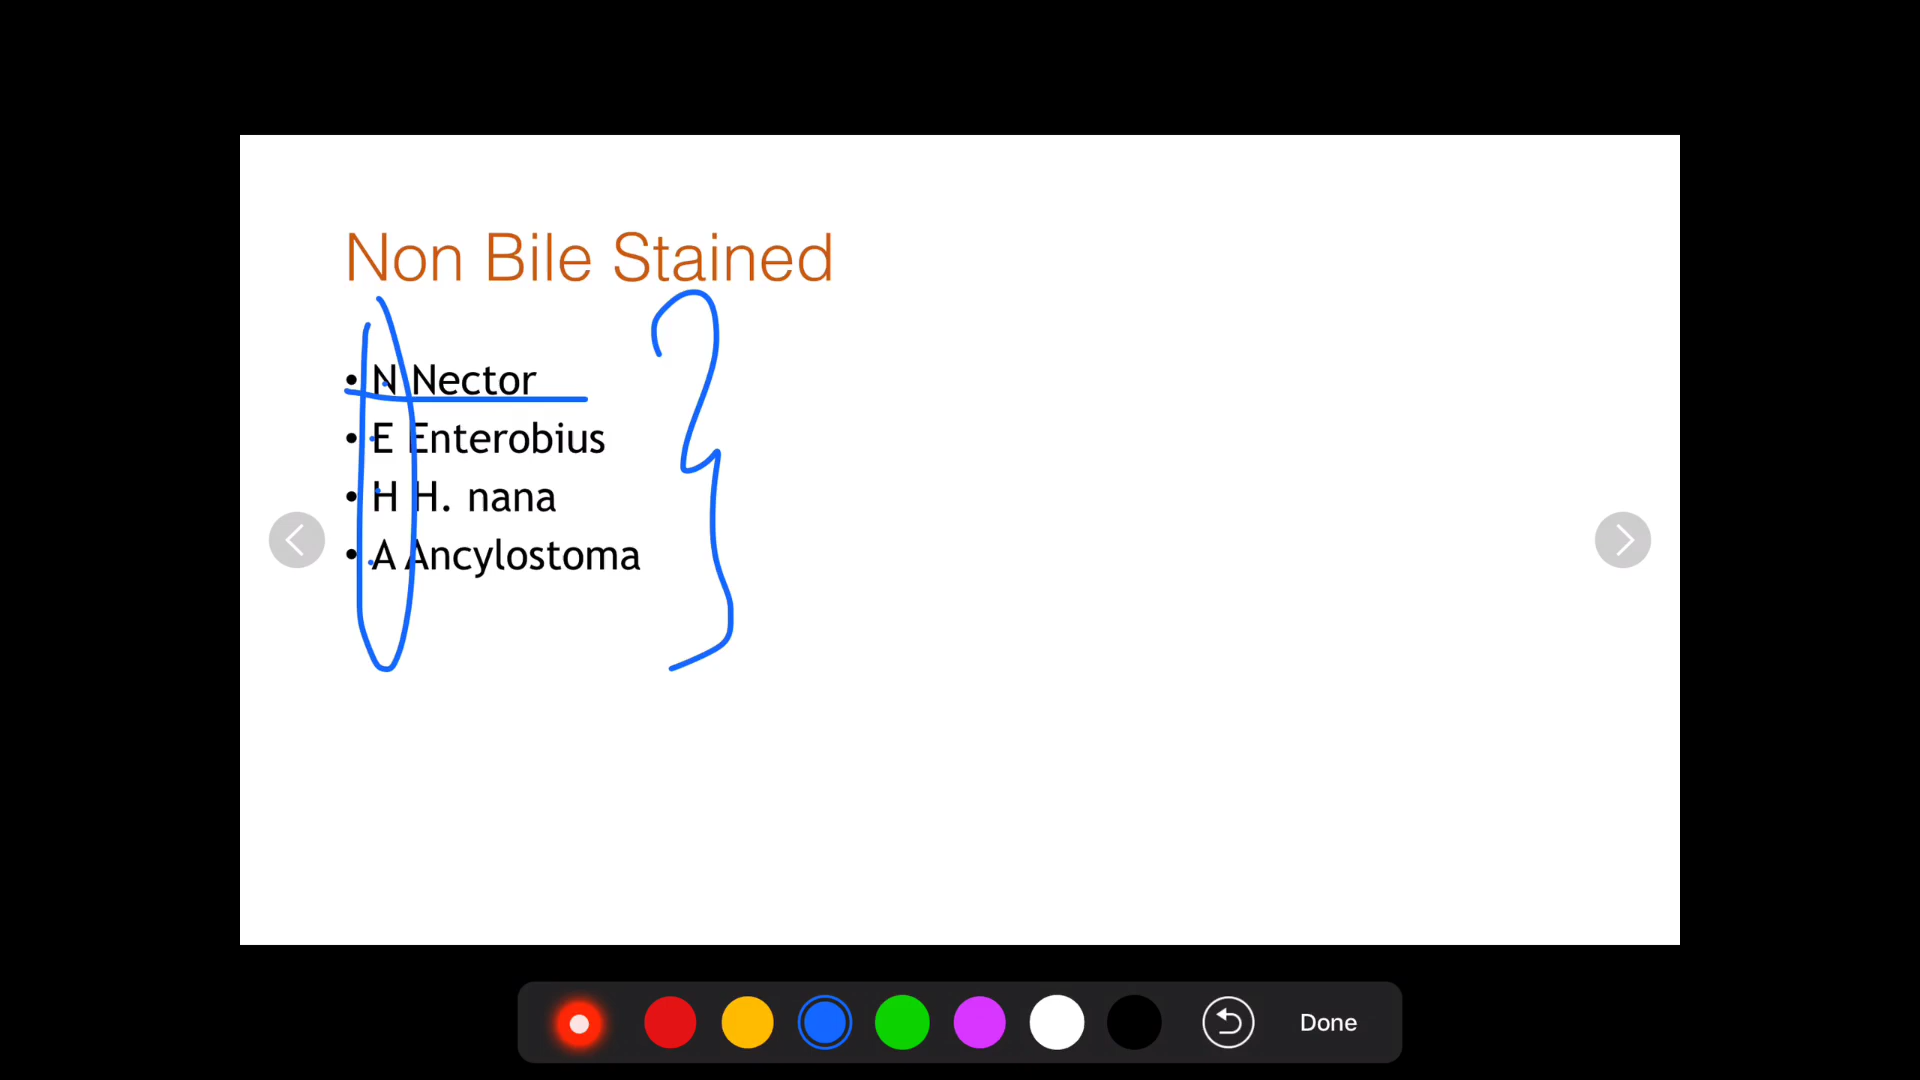 Non Bile Stained
• N Nector
• E Enterobius
• H H. nana
• A Ancylostoma
Done